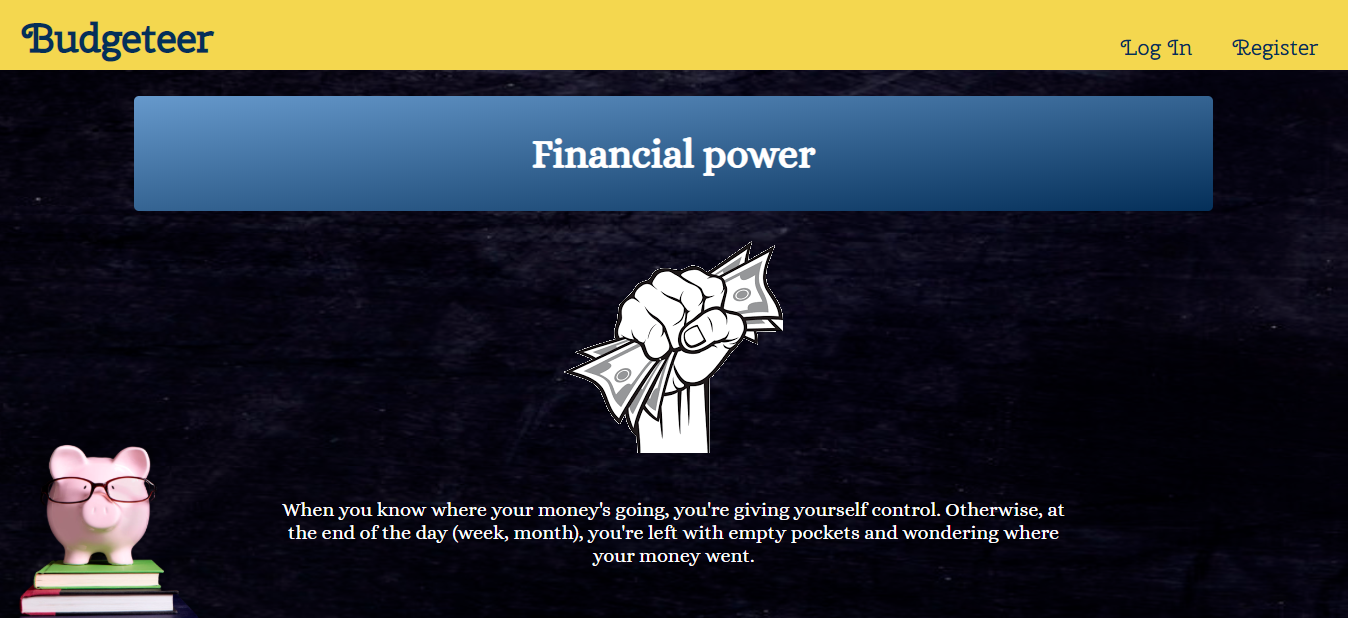 Budgeteer
Log In
Register
Financial power
When you know where your money's going, you're giving yourself control. Otherwise, at
the end of the day (week, month), you're left with empty pockets and wondering where
your money went.